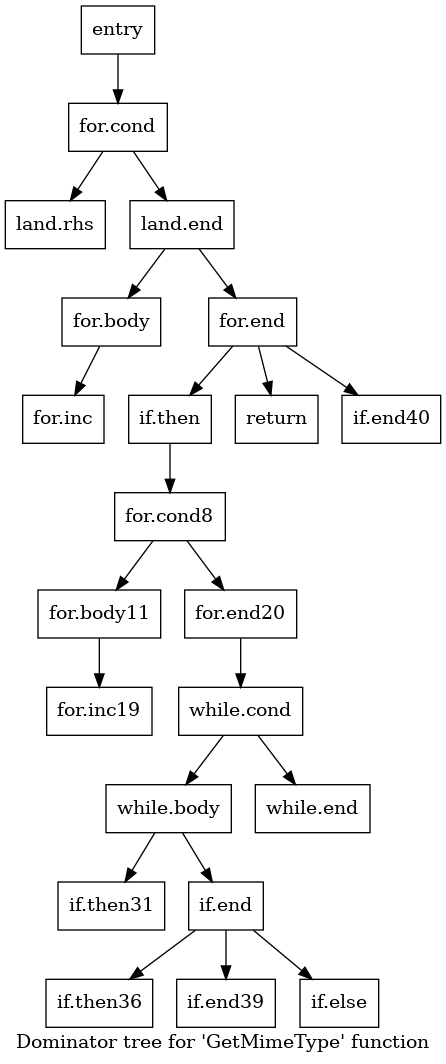 entry
for.cond
land.rhs
land.end
for.body
for.end
for.inc
if.then
return
if.end40
for.cond8
for.body11
for.end20
for.inc19
while.cond
while.body
while.end
if.then31
if.end
if.then36
if.end39
if.else
Dominator tree for 'GetMimeType' function